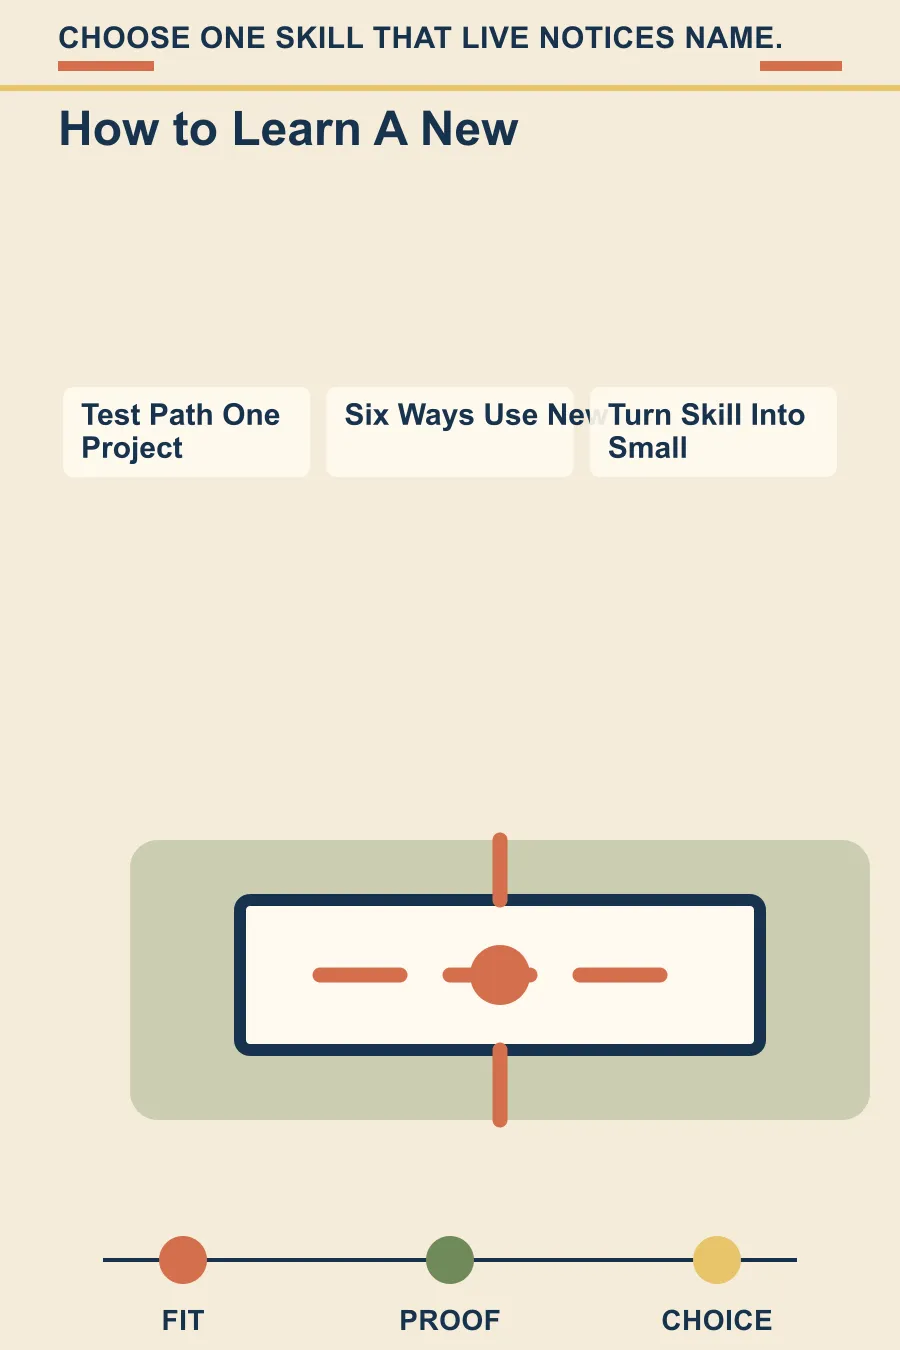 CHOOSE ONE SKILL THAT LIVE NOTICES NAME.
How to Learn A New
Test Path One
Project
Six Ways Use New
Turn Skill Into
Small
FIT
PROOF
CHOICE